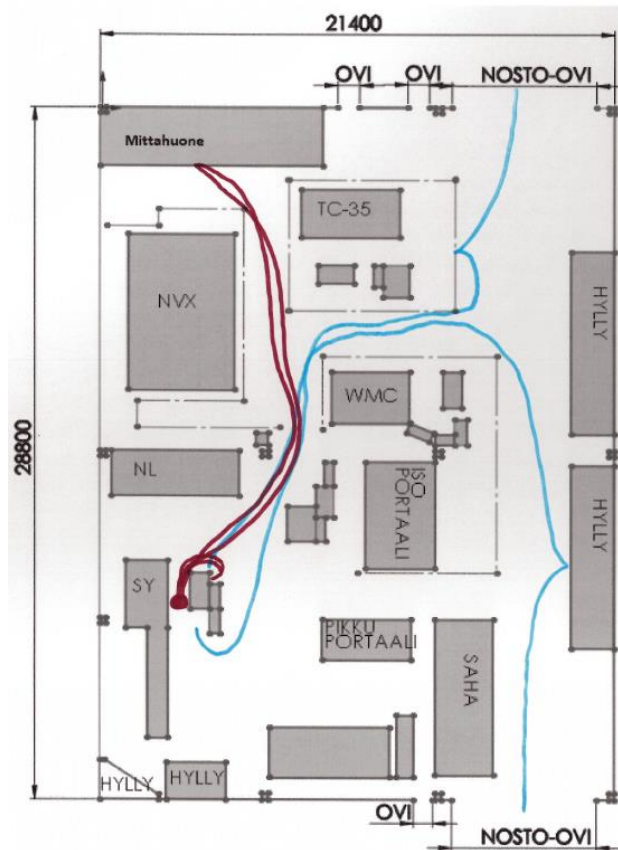 21400
OVI
OVI
NOSTO-OVI
Mittahuone
TC-35
NVX
HYLLY
WMC
28800
NL
ISO
PORTAALI
HYLLY
SY
PIKKU
PORTAALI
SAHA
HYLLY
HYLLY
OVI
NOSTO-OVI